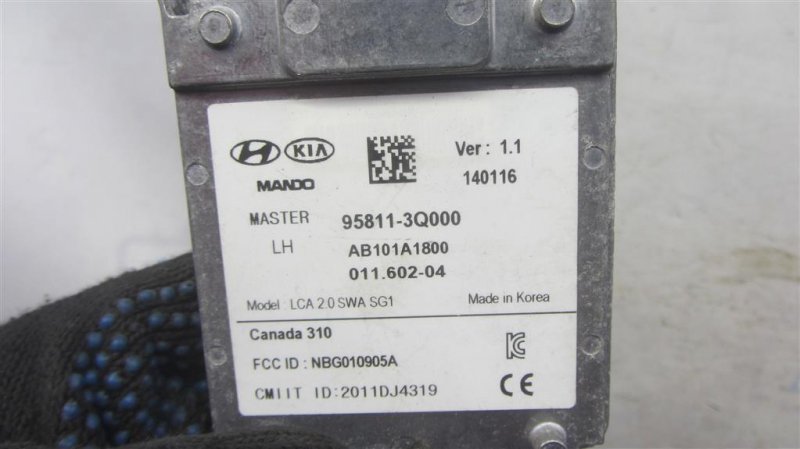 KIA Ver : 1.1
MANDO 140116
MASTER 95811-3Q000
LH AB101A1800
011.602-04
Model : LCA 2.0 SWA SG1 Made in Korea
Canada 310
FCC ID : NBG010905A
CMIIT ID:2011DJ4319 CE